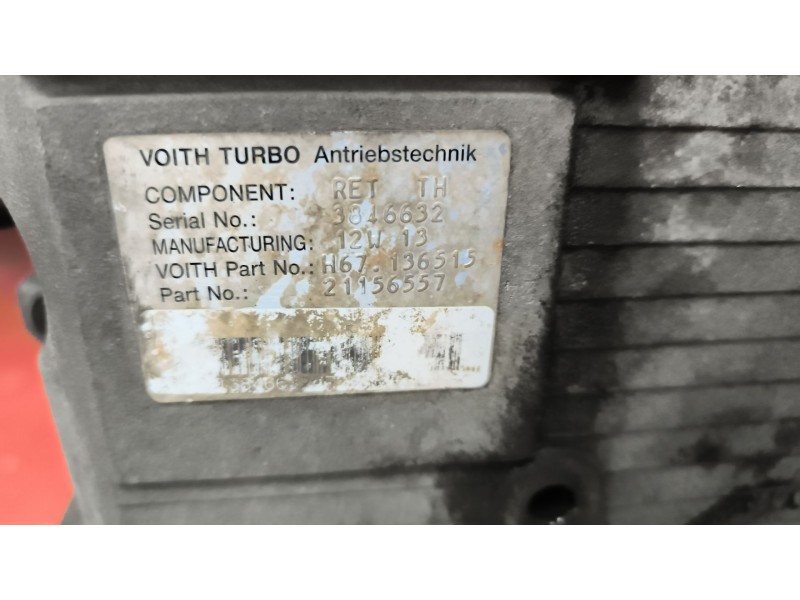 VOITH TURBO Antriebstechnik
COMPONENT: RET TH
Serial No.: 3846632
MANUFACTURING: 12W 13
VOITH Part No.: H67.136515
Part No.: 21156557